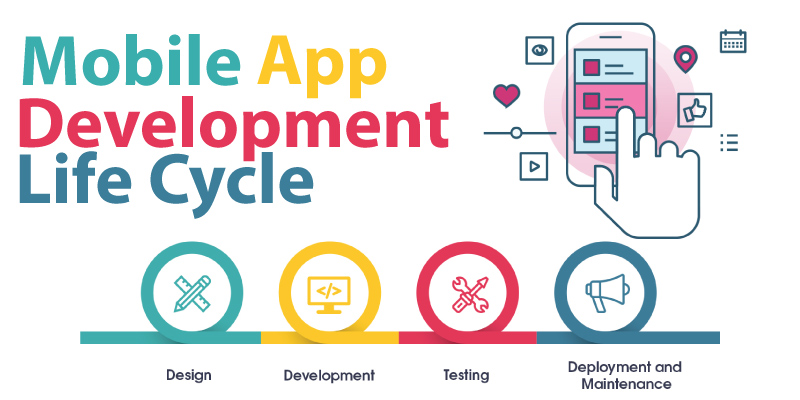 Mobile App
Development
Life Cycle
Design
Development
Testing
Deployment and
Maintenance